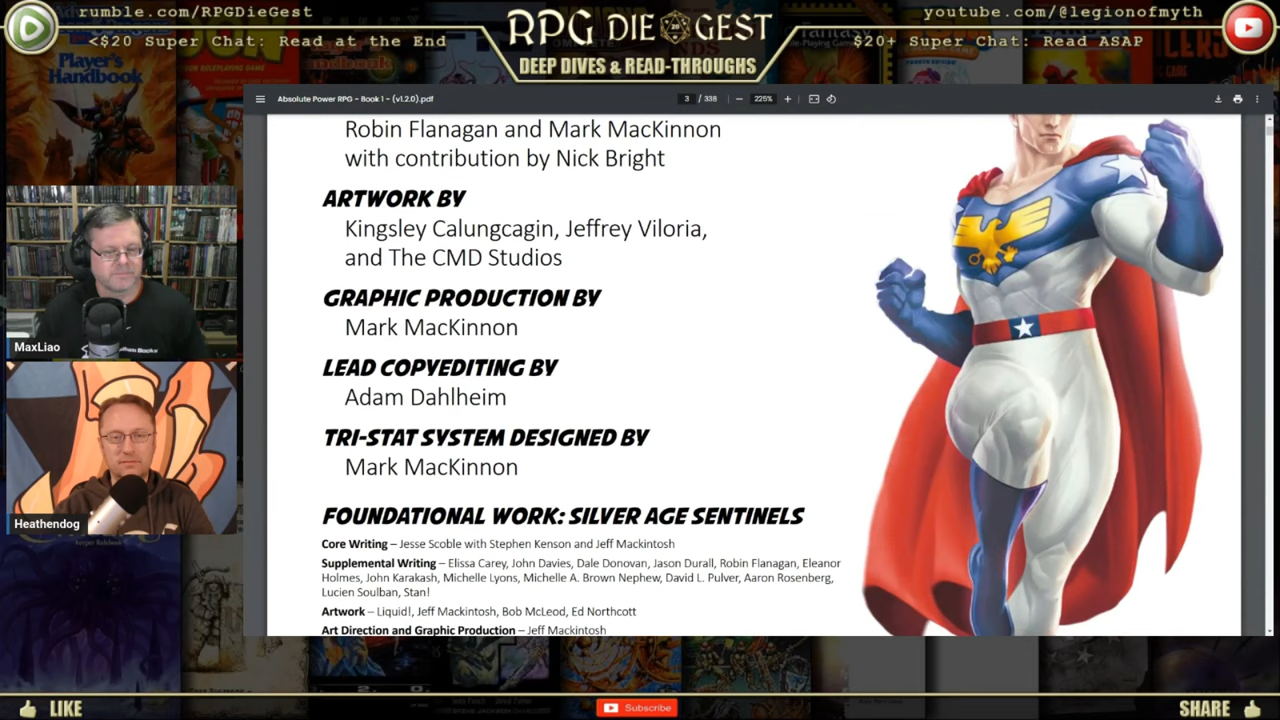 rumble.com/RPGDieGest
<$20 Super Chat: Read at the End
RPG DIE GEST
DEEP DIVES & READ-THROUGHS
youtube.com/@legionofmyth
$20+ Super Chat: Read ASAP
Player's
Handbook
Absolute Power RPG – Book 1 – (v1.2.0).pdf
3 / 338
225%
Robin Flanagan and Mark MacKinnon
with contribution by Nick Bright
ARTWORK BY
Kingsley Calungcagin, Jeffrey Viloria,
and The CMD Studios
GRAPHIC PRODUCTION BY
Mark MacKinnon
LEAD COPYEDITING BY
Adam Dahlheim
TRI-STAT SYSTEM DESIGNED BY
Mark MacKinnon
FOUNDATIONAL WORK: SILVER AGE SENTINELS
Core Writing – Jesse Scoble with Stephen Kenson and Jeff Mackintosh
Supplemental Writing – Elissa Carey, John Davies, Dale Donovan, Jason Durall, Robin Flanagan, Eleanor
Holmes, John Karakash, Michelle Lyons, Michelle A. Brown Nephew, David L. Pulver, Aaron Rosenberg,
Lucien Soulban, Stan!
Artwork – Liquid!, Jeff Mackintosh, Bob McLeod, Ed Northcott
Art Direction and Graphic Production – Jeff Mackintosh
MaxLiao
Heathendog
LIKE
Subscribe
SHARE